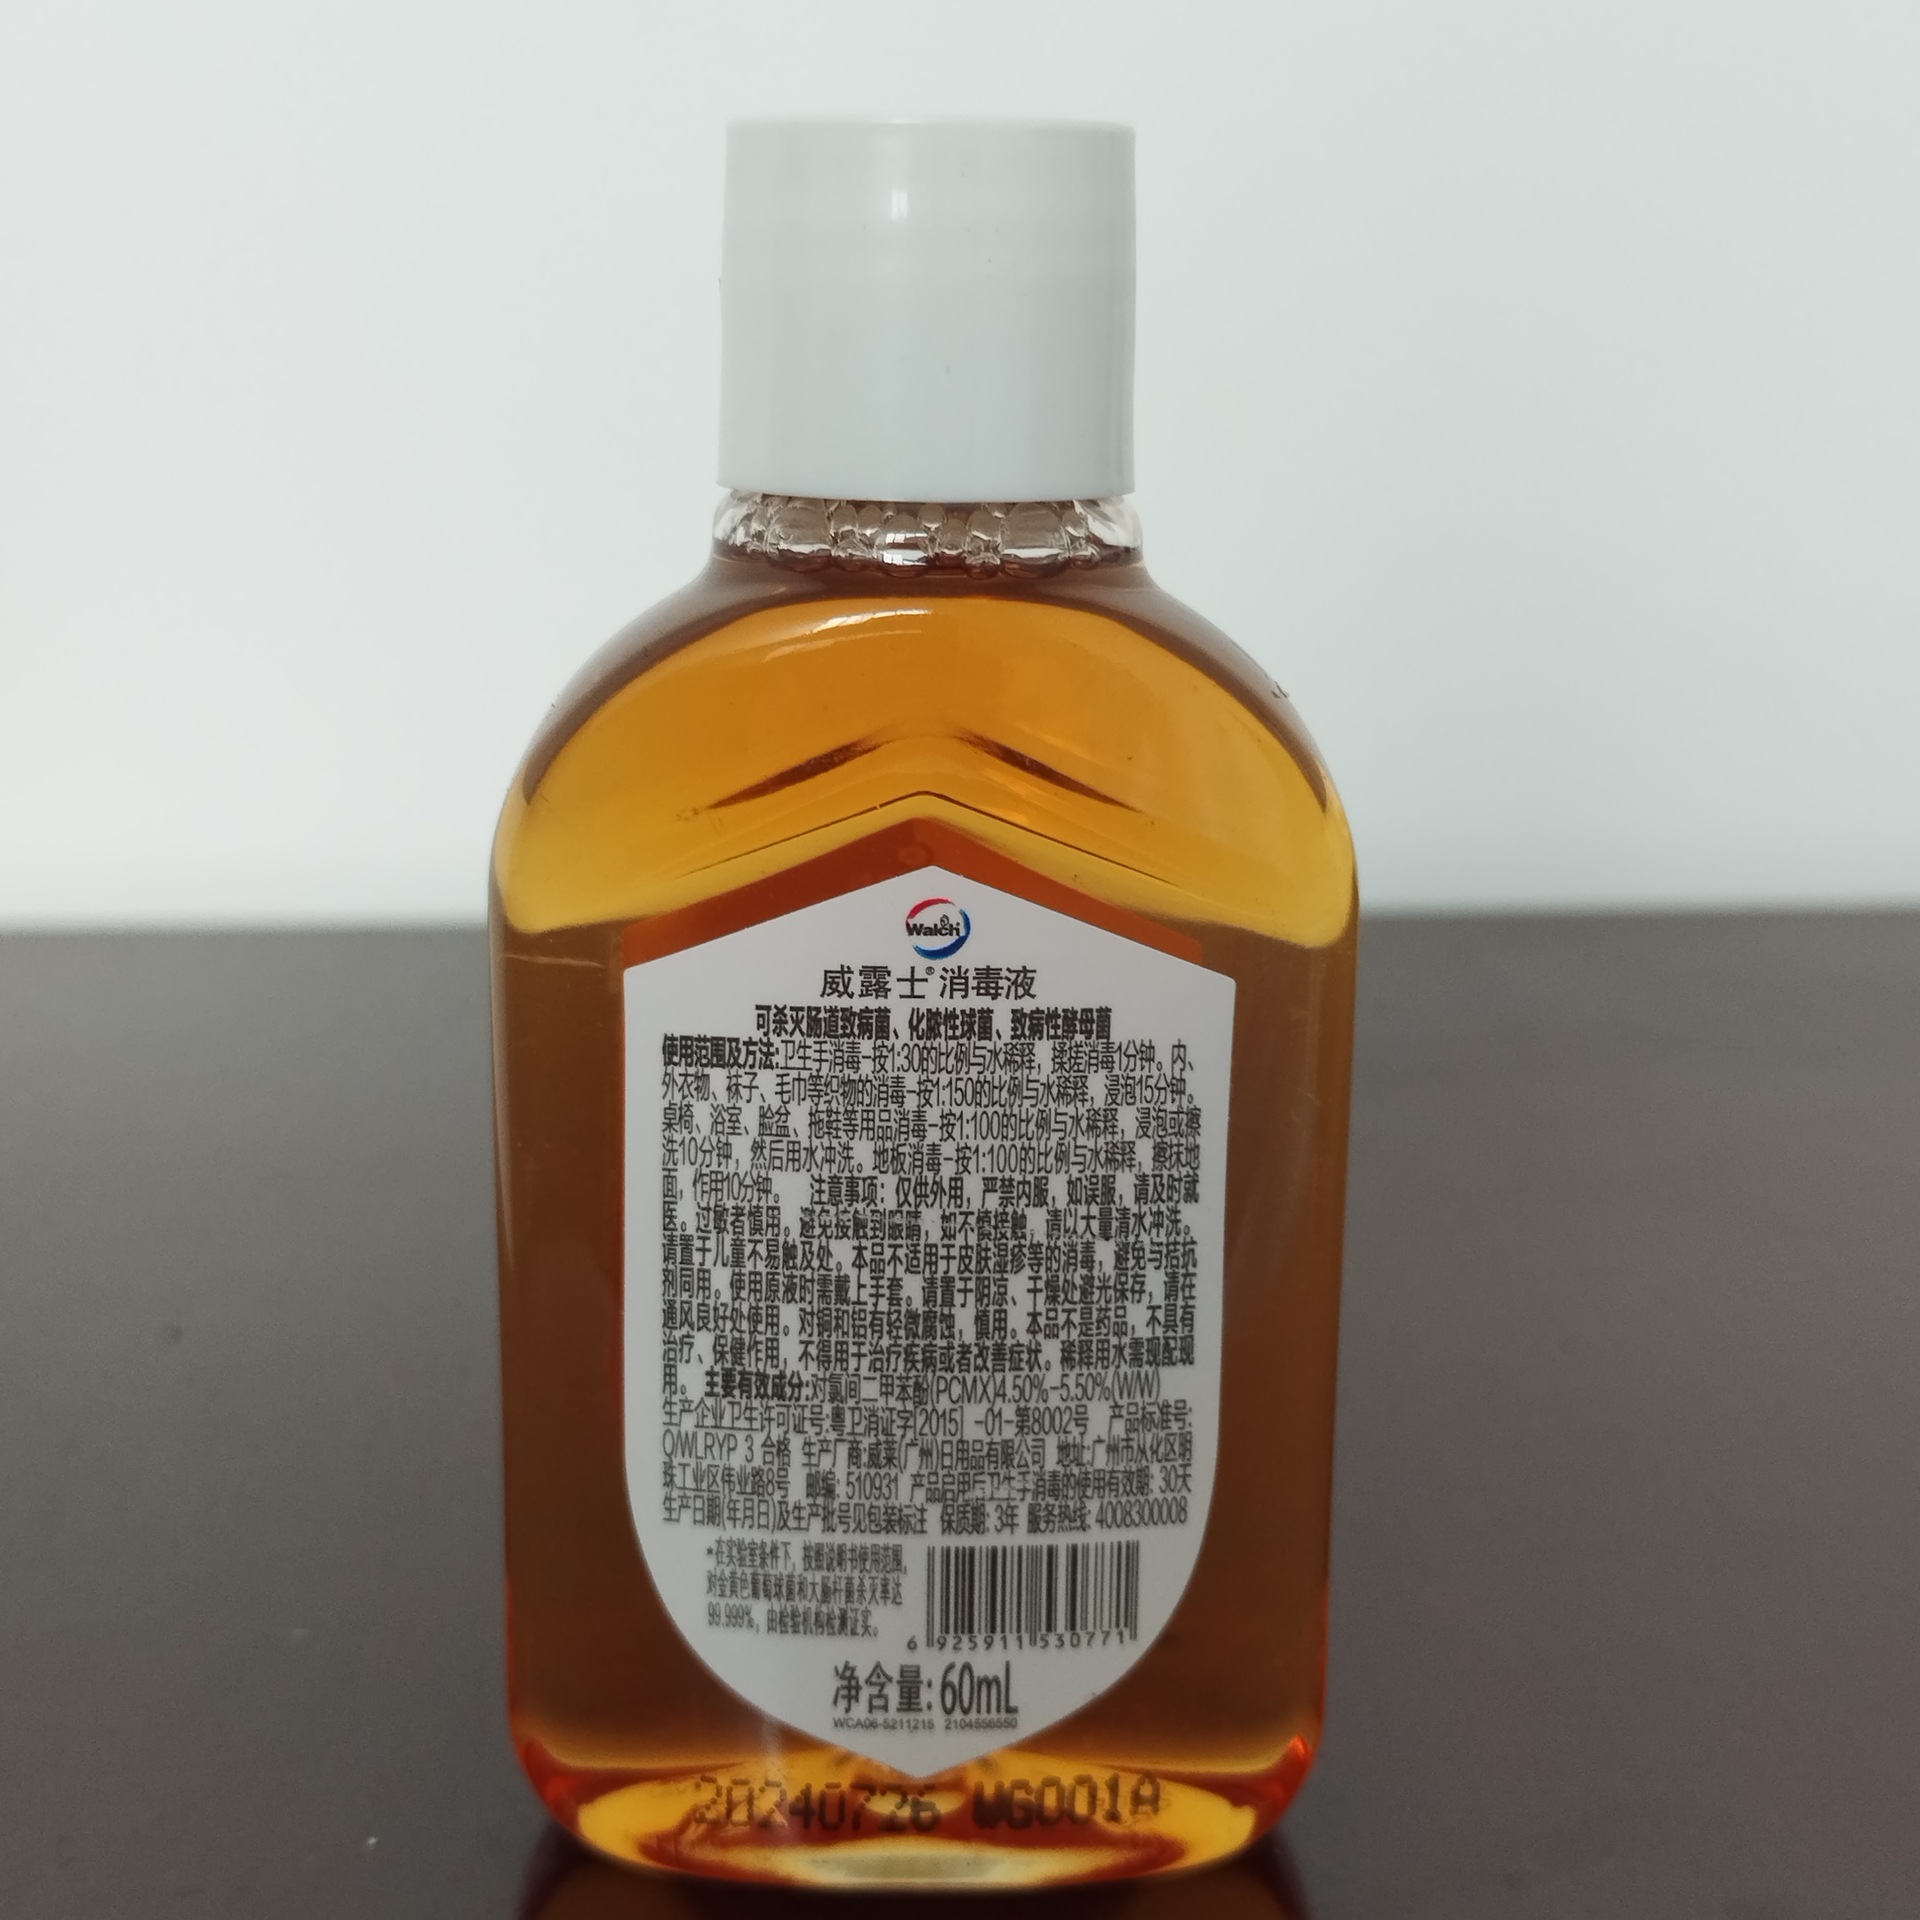 Walch
威露士®消毒液
可杀灭肠道致病菌、化脓性球菌、致病性酵母菌
使用范围及方法:卫生手消毒-按1:30的比例与水稀释，揉搓消毒1分钟。内、
外衣物、袜子、毛巾等织物的消毒-按1:150的比例与水稀释，浸泡15分钟。
桌椅、浴室、脸盆、拖鞋等用品消毒-按1:100的比例与水稀释，浸泡或擦
洗10分钟，然后用水冲洗。地板消毒-按1:100的比例与水稀释，擦抹地
面，作用10分钟。 注意事项：仅供外用，严禁内服，如误服，请及时就
医。过敏者慎用。避免接触到眼睛，如不慎接触，请以大量清水冲洗。
请置于儿童不易触及处。本品不适用于皮肤湿疹等的消毒，避免与拮抗
剂同用。使用原液时需戴上手套。请置于阴凉、干燥处避光保存，请在
通风良好处使用。对铜和铝有轻微腐蚀，慎用。本品不是药品，不具有
治疗、保健作用，不得用于治疗疾病或者改善症状。稀释用水需现配现
用。 主要有效成分:对氯间二甲苯酚(PCMX)4.50%-5.50%(W/W)
生产企业卫生许可证号:粤卫消证字[2015] -01-第8002号 产品标准号:
Q/WLRYP 3 合格 生产厂商:威莱(广州)日用品有限公司 地址:广州市从化区明
珠工业区伟业路8号 邮编: 510931 产品启用后卫生手消毒的使用有效期: 30天
生产日期(年月日)及生产批号见包装标注 保质期: 3年 服务热线: 4008300008
*在实验室条件下，按照说明书使用范围，
对金黄色葡萄球菌和大肠杆菌杀灭率达
99.999%，由检验机构检测证实。
6 925911 530771
净含量: 60mL
WCA06-5211215 2104556550
20240726 WG001A